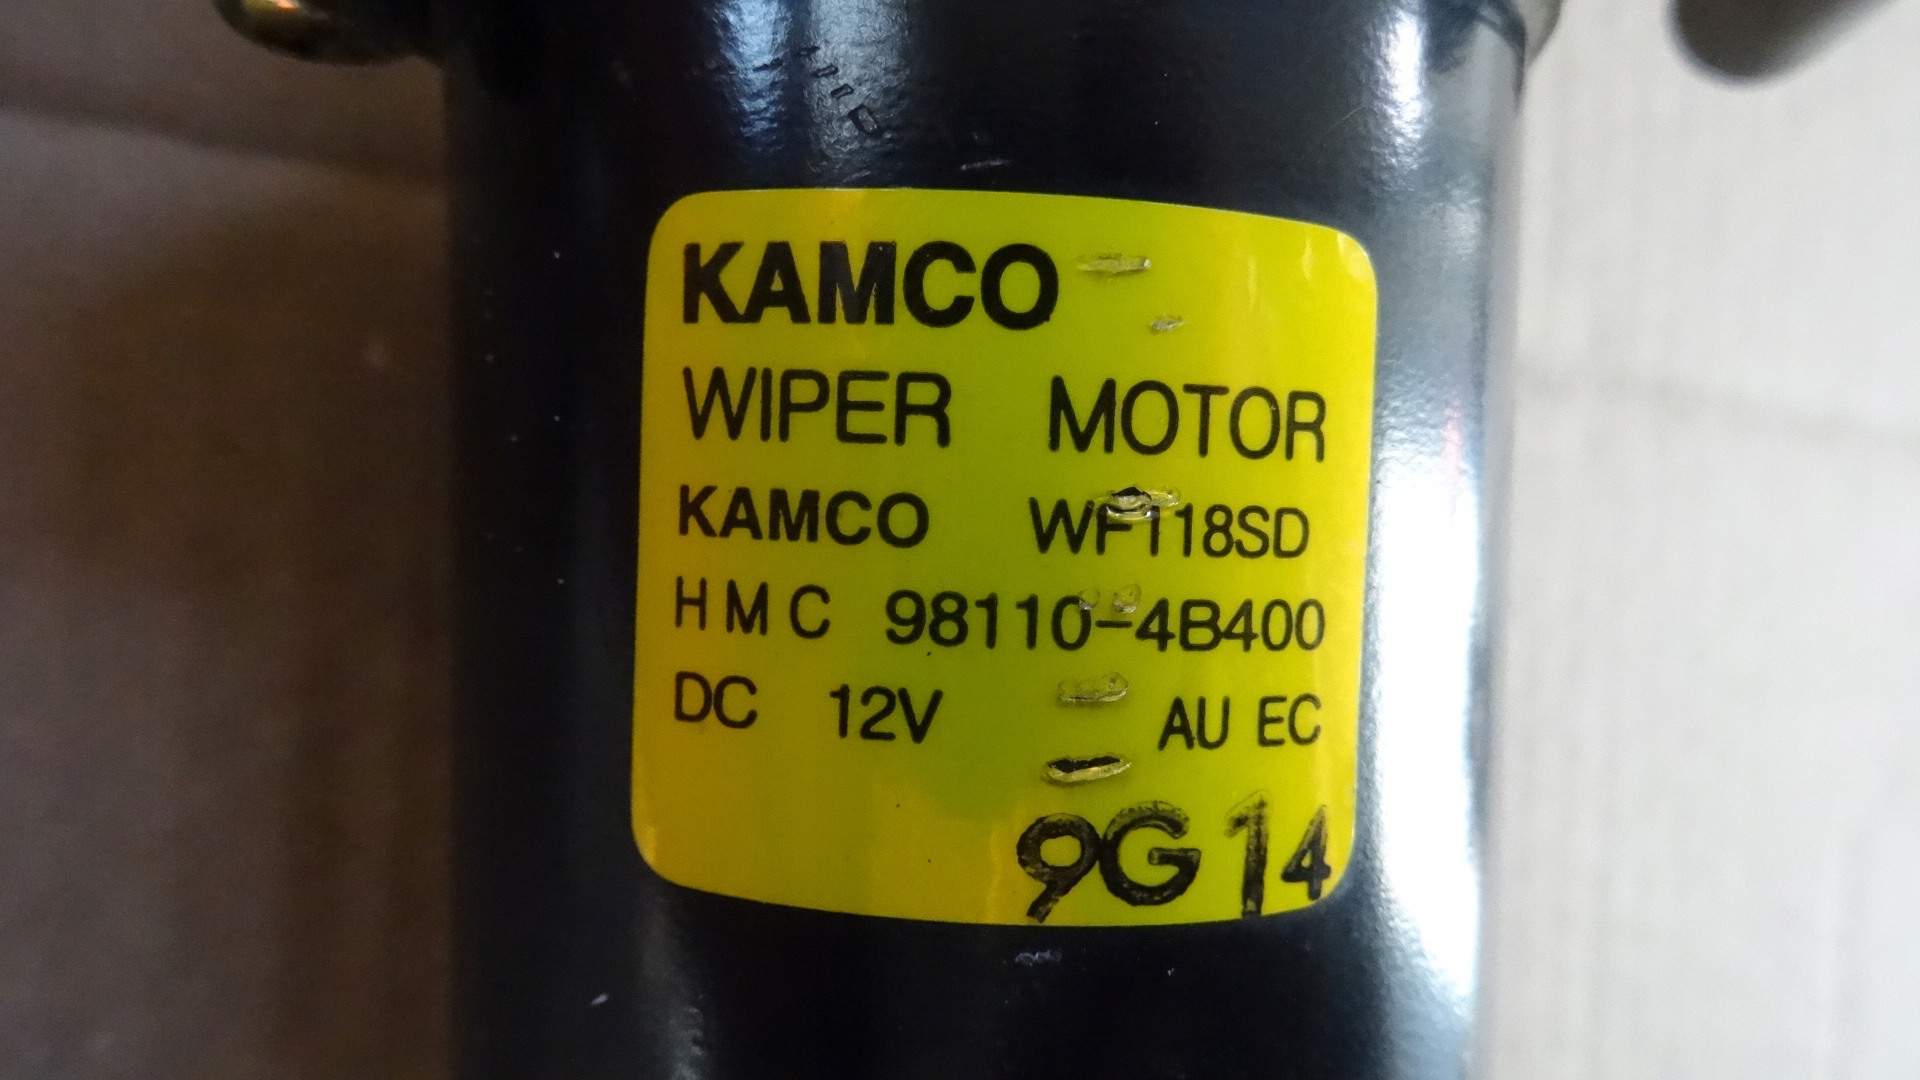 KAMCO
WIPER MOTOR
KAMCO WF118SD
HMC 98110-4B400
DC 12V AU EC
9G14